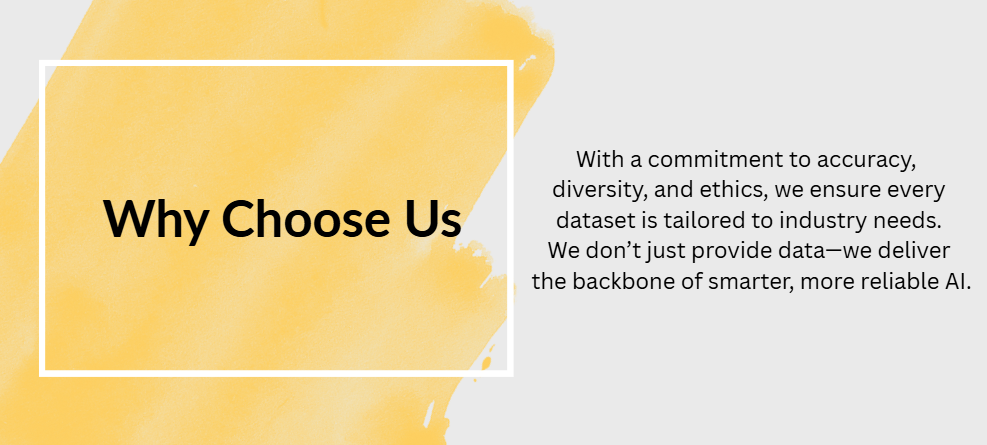 Why Choose Us
With a commitment to accuracy,
diversity, and ethics, we ensure every
dataset is tailored to industry needs.
We don’t just provide data—we deliver
the backbone of smarter, more reliable AI.